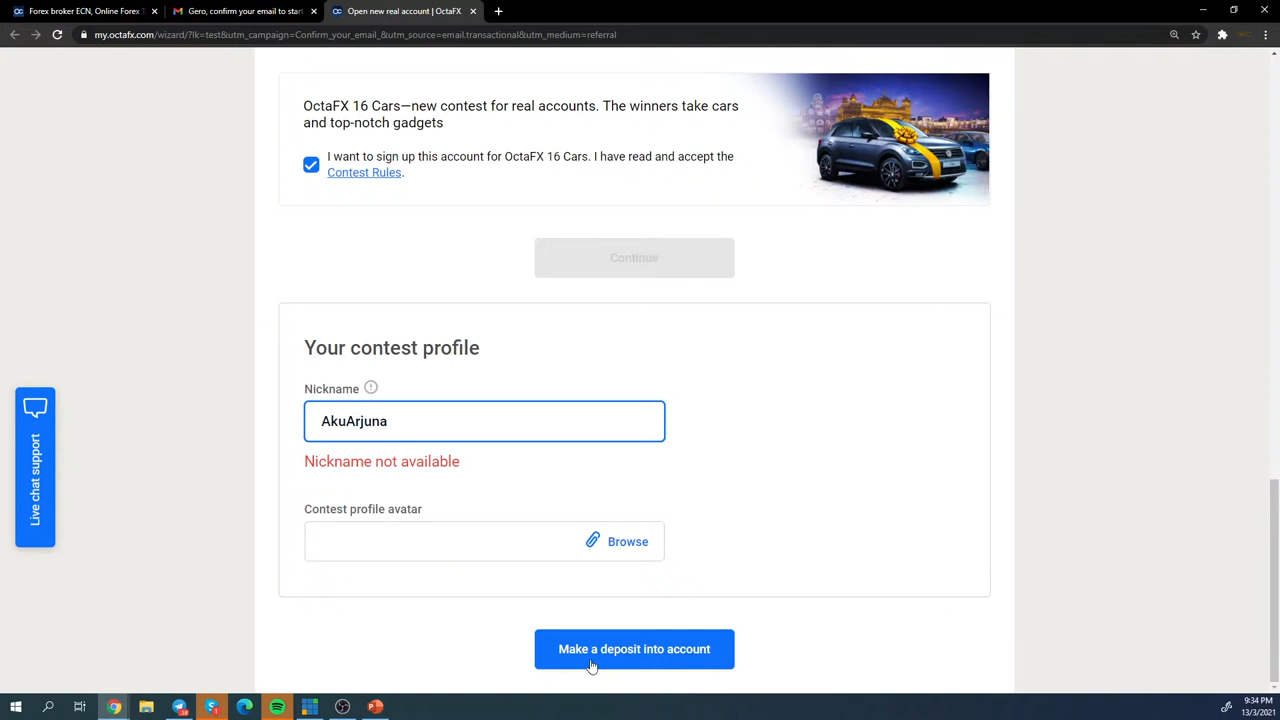 Forex broker ECN, Online Forex
Gero, confirm your email to start
Open new real account | OctaFX
my.octafx.com/wizard/?lk=test&utm_campaign=Confirm_your_email_&utm_source=email.transactional&utm_medium=referral
OctaFX 16 Cars—new contest for real accounts. The winners take cars
and top-notch gadgets
I want to sign up this account for OctaFX 16 Cars. I have read and accept the
Contest Rules.
Continue
Your contest profile
Nickname
AkuArjuna
Nickname not available
Contest profile avatar
Browse
Make a deposit into account
Live chat support
9:34 PM
13/3/2021